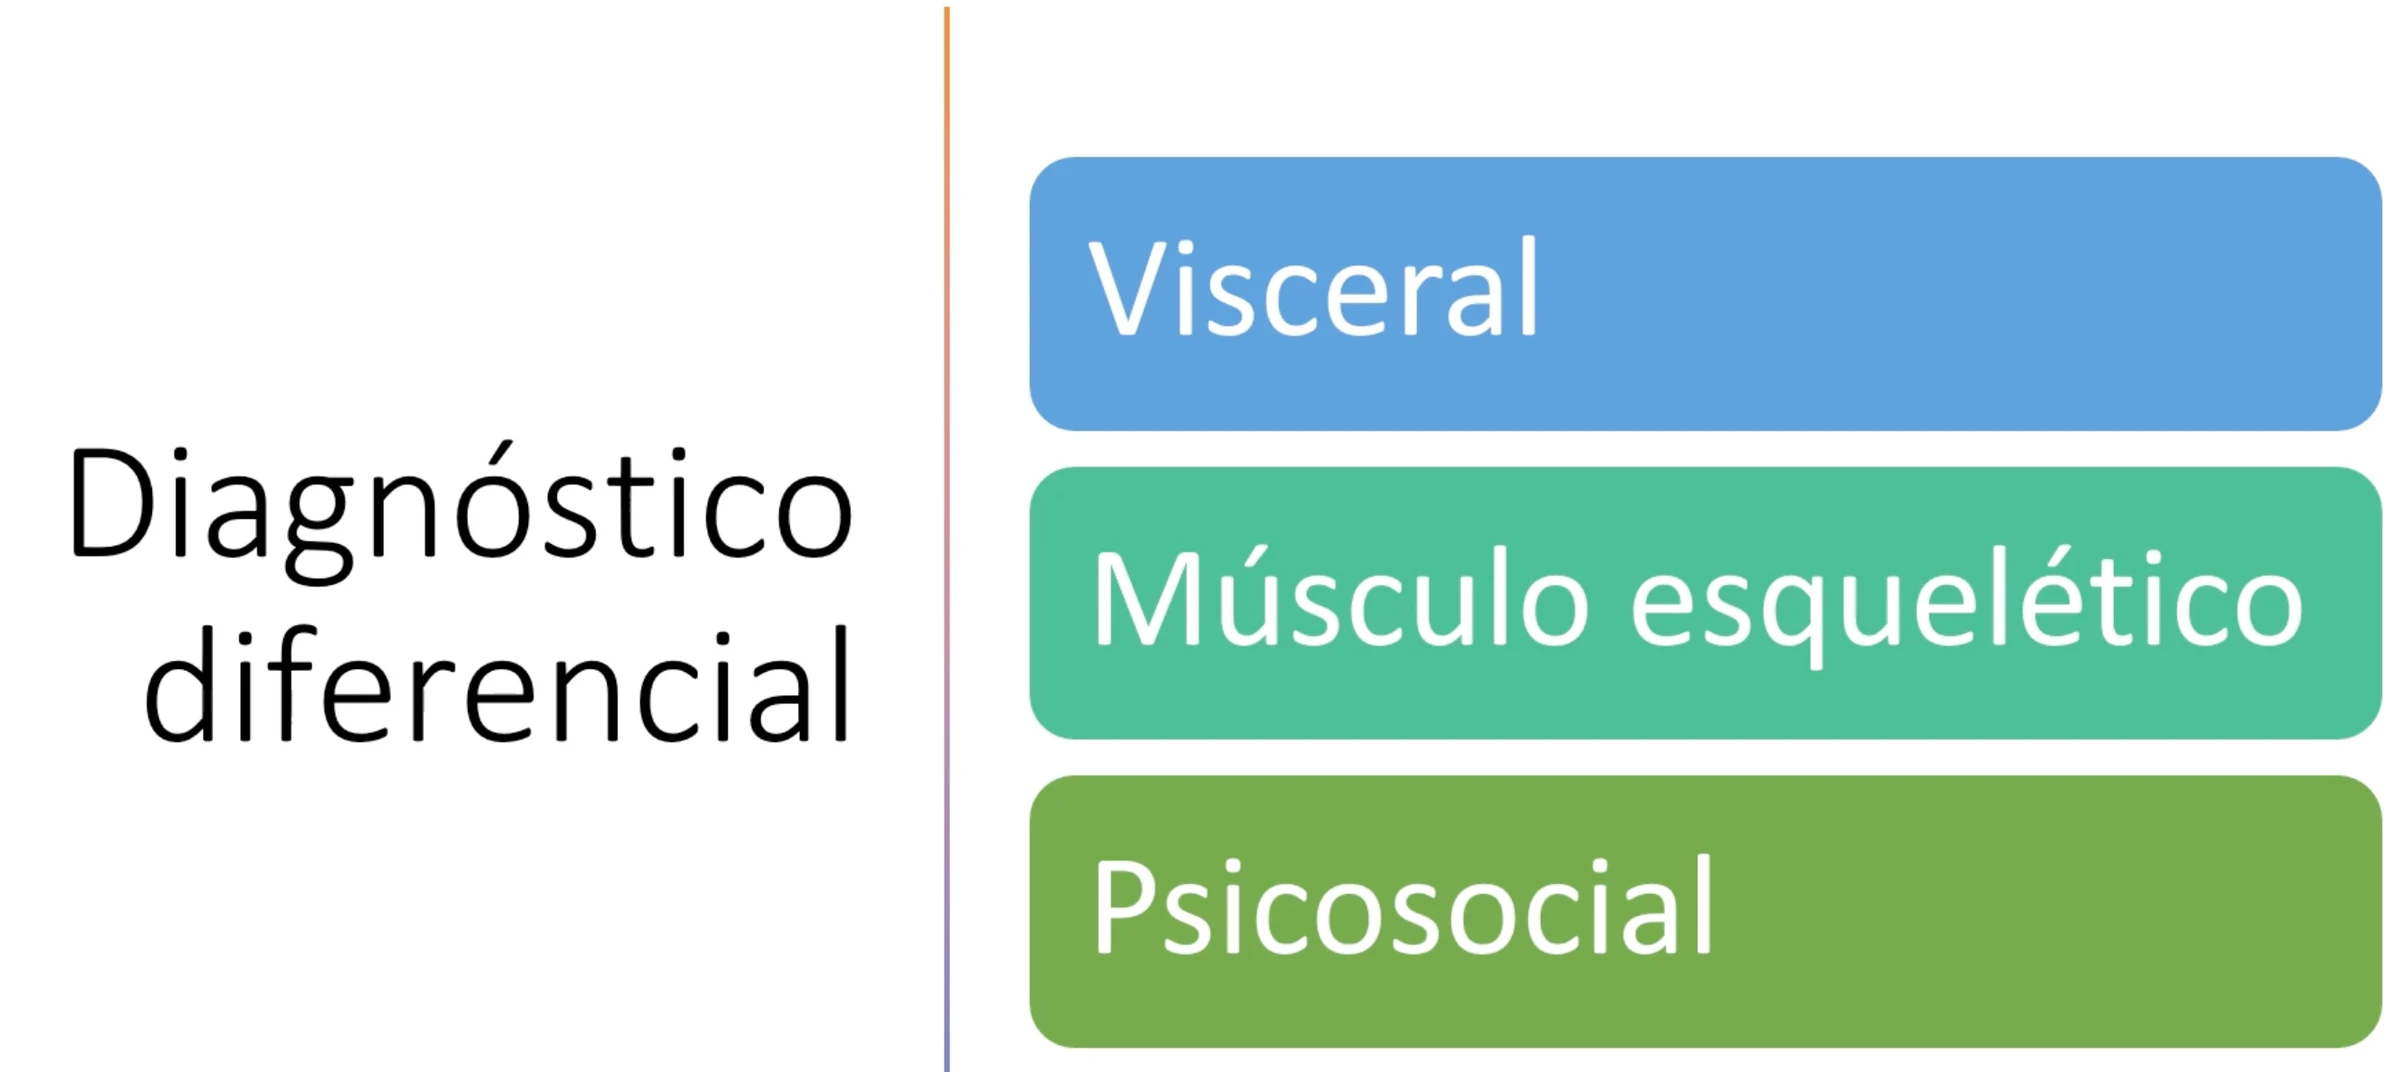 Diagnóstico
diferencial
Visceral
Músculo esquelético
Psicosocial